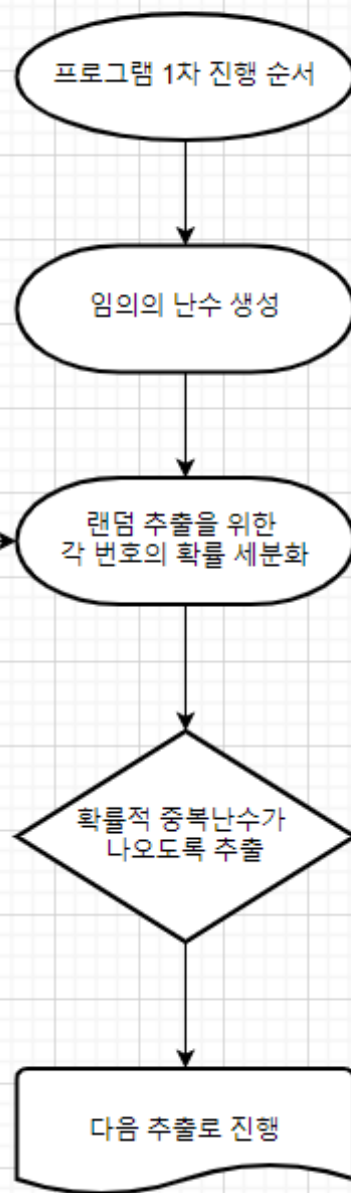 프로그램 1차 진행 순서
임의의 난수 생성
랜덤 추출을 위한
각 번호의 확률 세분화
확률적 중복난수가
나오도록 추출
다음 추출로 진행